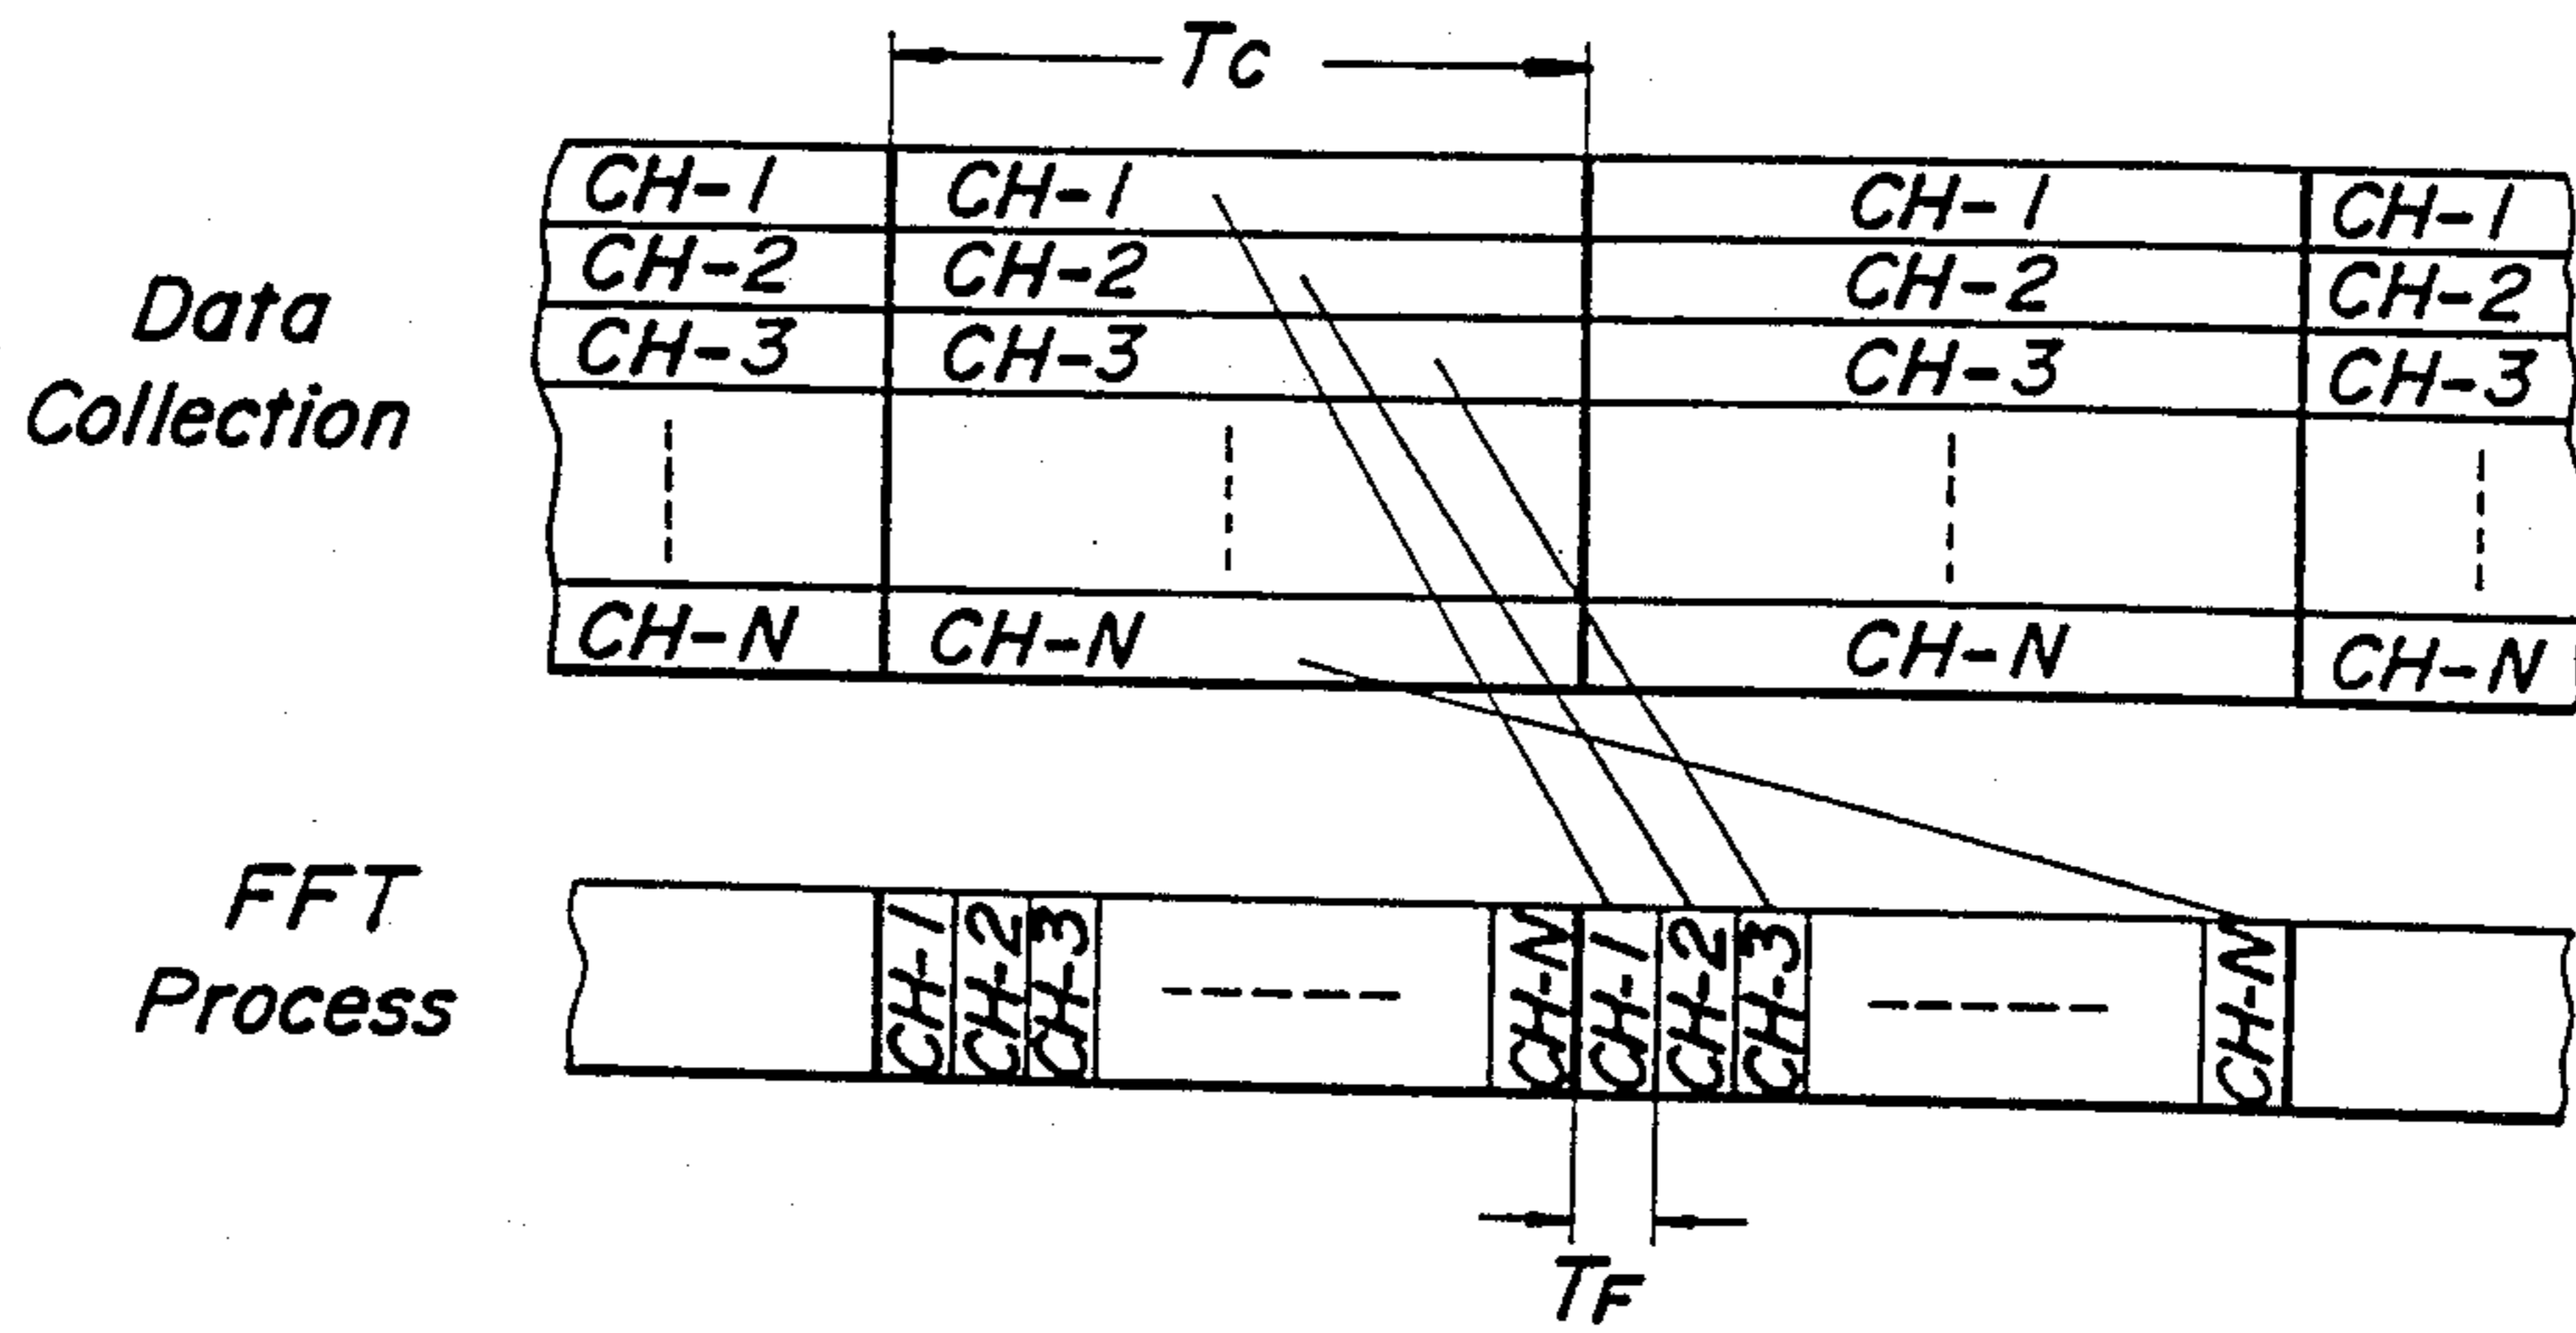 Tc
CH-1 CH-1 CH-1 CH-1
CH-2 CH-2 CH-2 CH-2
CH-3 CH-3 CH-3 CH-3
CH-N CH-N CH-N CH-N
Data
Collection
FFT
Process
CH-1 CH-2 CH-3 CH-N CH-1 CH-2 CH-3 CH-N
TF